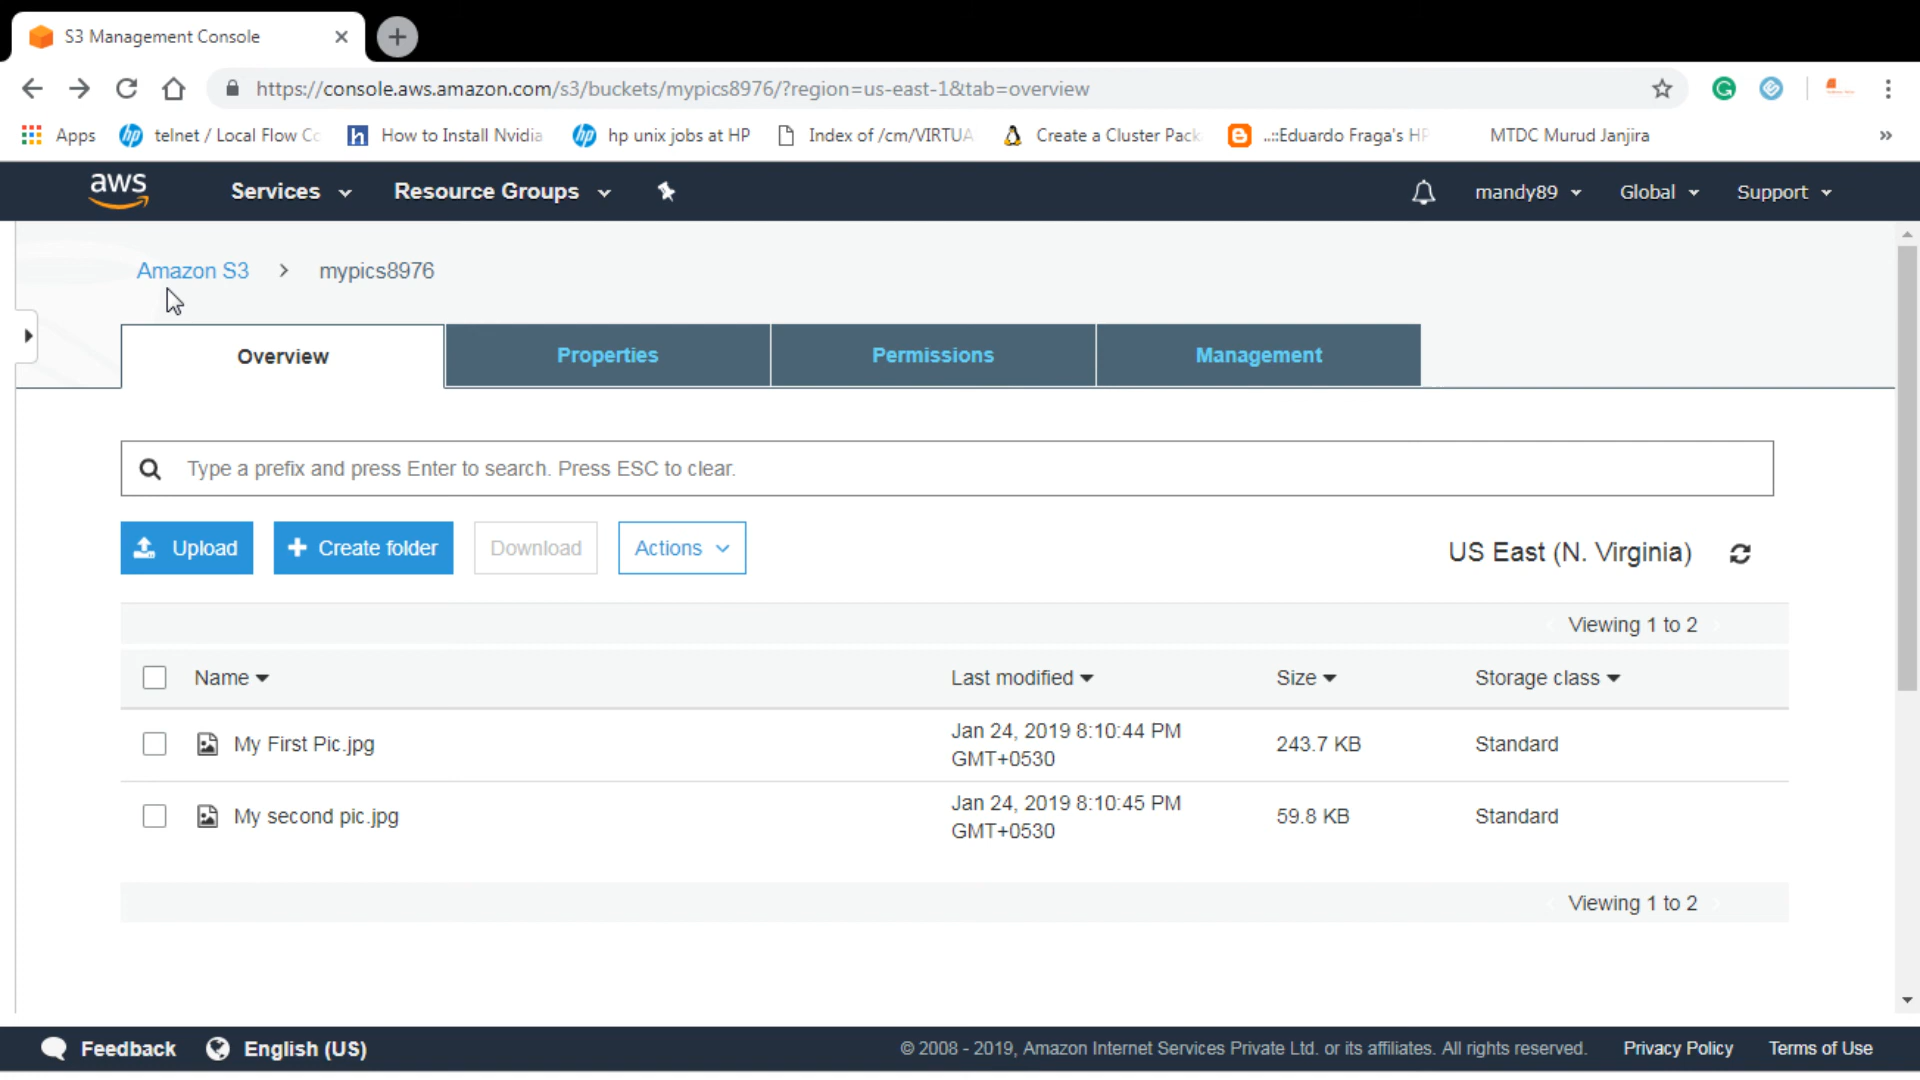 S3 Management Console
https://console.aws.amazon.com/s3/buckets/mypics8976/?region=us-east-1&tab=overview
Apps telnet / Local Flow Co How to Install Nvidia hp unix jobs at HP Index of /cm/VIRTUA Create a Cluster Pack ..::Eduardo Fraga's HP MTDC Murud Janjira »
aws Services Resource Groups mandy89 Global Support
Amazon S3 > mypics8976
Overview Properties Permissions Management
Type a prefix and press Enter to search. Press ESC to clear.
Upload + Create folder Download Actions US East (N. Virginia)
Viewing 1 to 2
Name Last modified Size Storage class
My First Pic.jpg Jan 24, 2019 8:10:44 PM GMT+0530 243.7 KB Standard
My second pic.jpg Jan 24, 2019 8:10:45 PM GMT+0530 59.8 KB Standard
Viewing 1 to 2
Feedback English (US) © 2008 - 2019, Amazon Internet Services Private Ltd. or its affiliates. All rights reserved. Privacy Policy Terms of Use